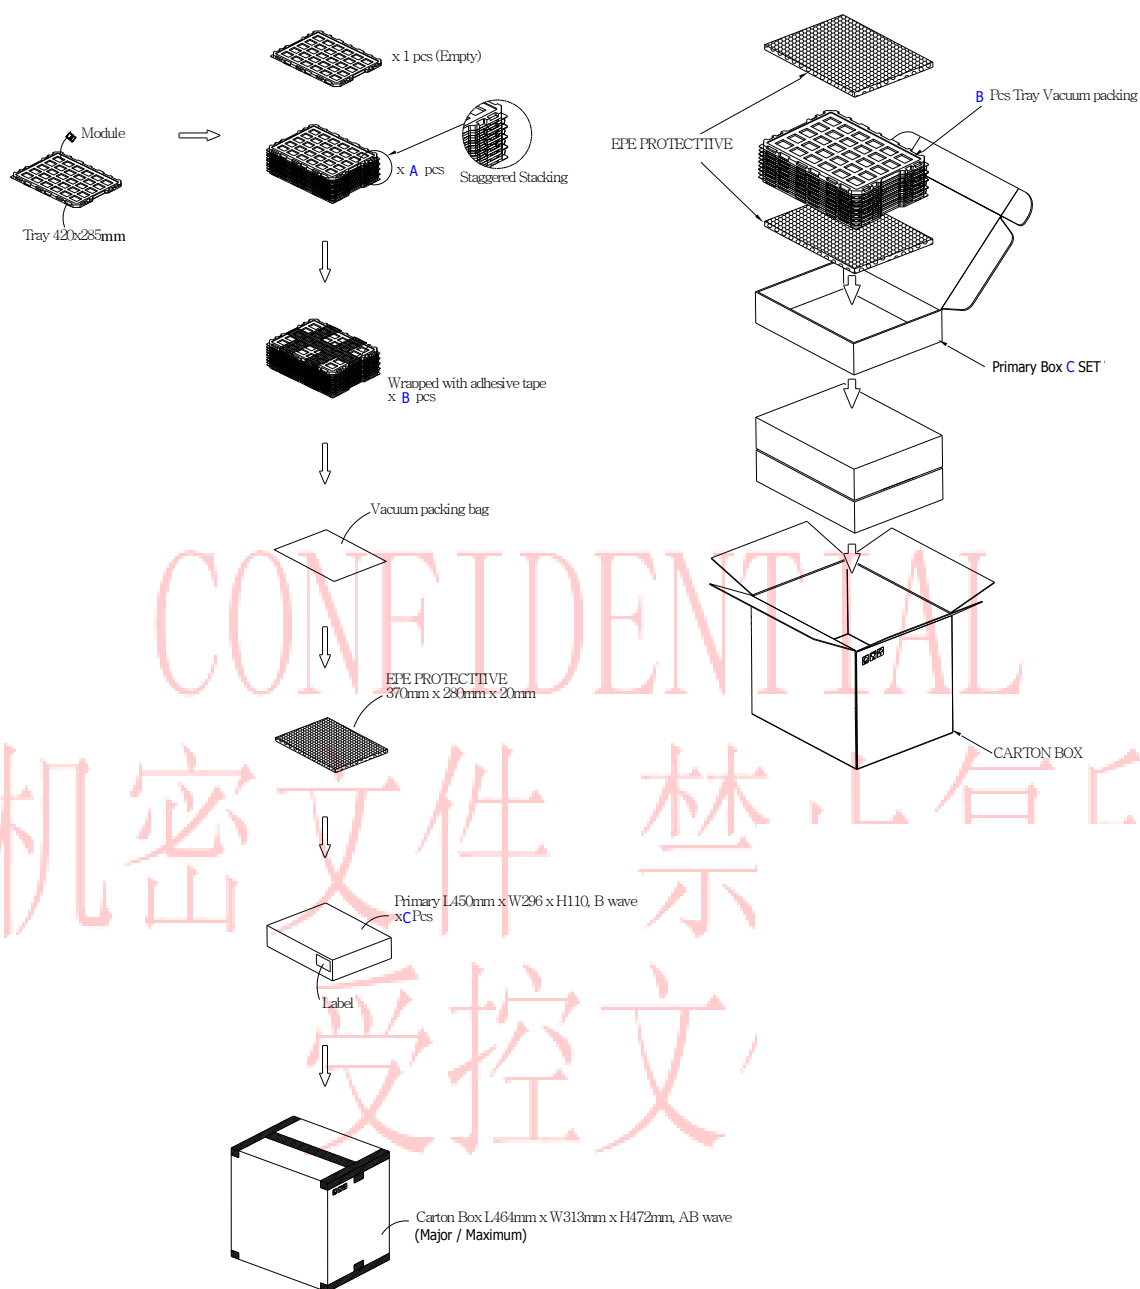 x 1 pcs (Empty)
Module
Tray 420x285mm
x A pcs
Staggered Stacking
Wrapped with adhesive tape
x B pcs
Vacuum packing bag
EPE PROTECTTIVE
370mm x 280mm x 20mm
Primary L450mm x W296 x H110, B wave
xC Pcs
Label
Carton Box L464mm x W313mm x H472mm, AB wave
(Major / Maximum)
B Pcs Tray Vacuum packing
EPE PROTECTTIVE
Primary Box C SET
CARTON BOX
CONFIDENTIAL
机密文件 禁止
受控文